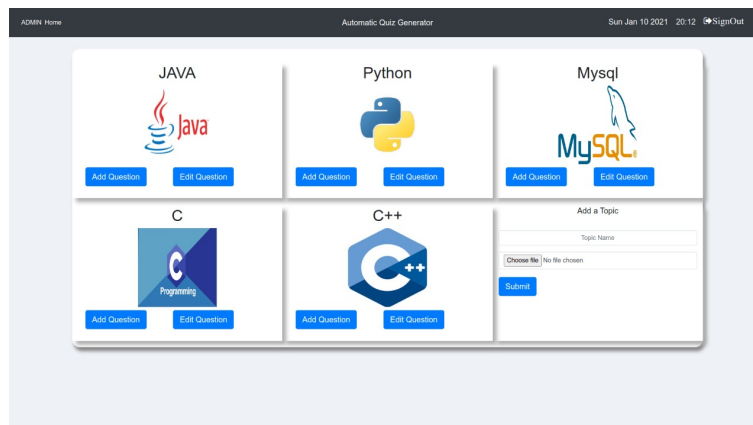 ADMIN Home
Automatic Quiz Generator
Sun Jan 10 2021 20:12 SignOut
JAVA
Java
Add Question Edit Question
Python
Add Question Edit Question
Mysql
MySQL
Add Question Edit Question
C
C
Programming
Add Question Edit Question
C++
C++
Add Question Edit Question
Add a Topic
Topic Name
Choose file No file chosen
Submit